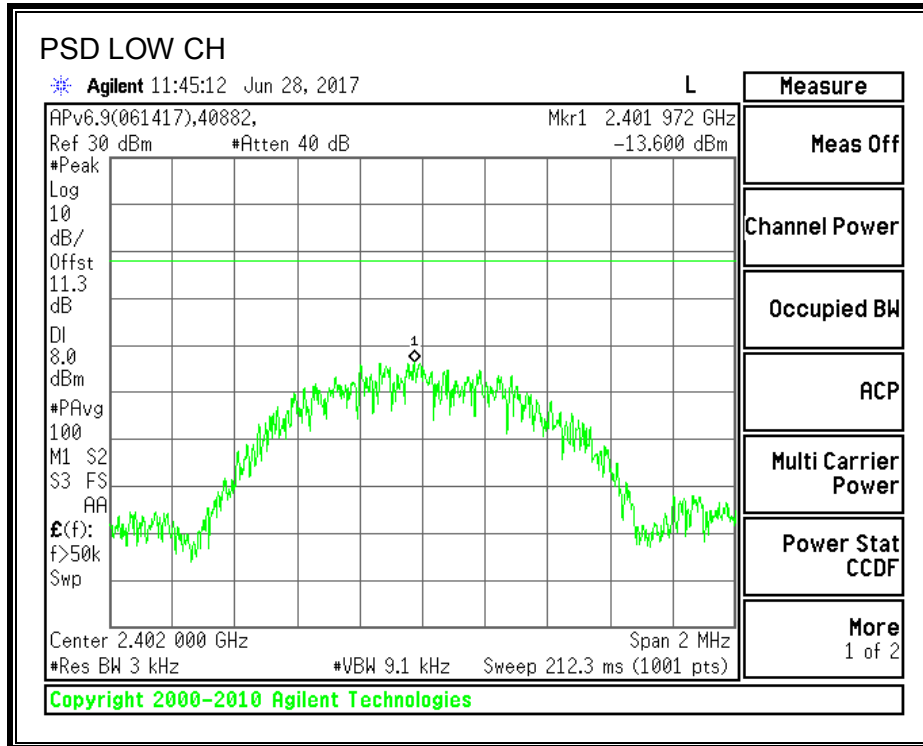 PSD LOW CH
Agilent 11:45:12 Jun 28, 2017 L
APv6.9(061417),40882, Mkr1 2.401 972 GHz
Ref 30 dBm #Atten 40 dB -13.600 dBm
#Peak
Log
10
dB/
Offst
11.3
dB
DI
8.0
dBm
#PAvg
100
M1 S2
S3 FS
AA
£(f):
f>50k
Swp
1
Center 2.402 000 GHz Span 2 MHz
#Res BW 3 kHz #VBW 9.1 kHz Sweep 212.3 ms (1001 pts)
Copyright 2000-2010 Agilent Technologies
Measure
Meas Off
Channel Power
Occupied BW
ACP
Multi Carrier
Power
Power Stat
CCDF
More
1 of 2